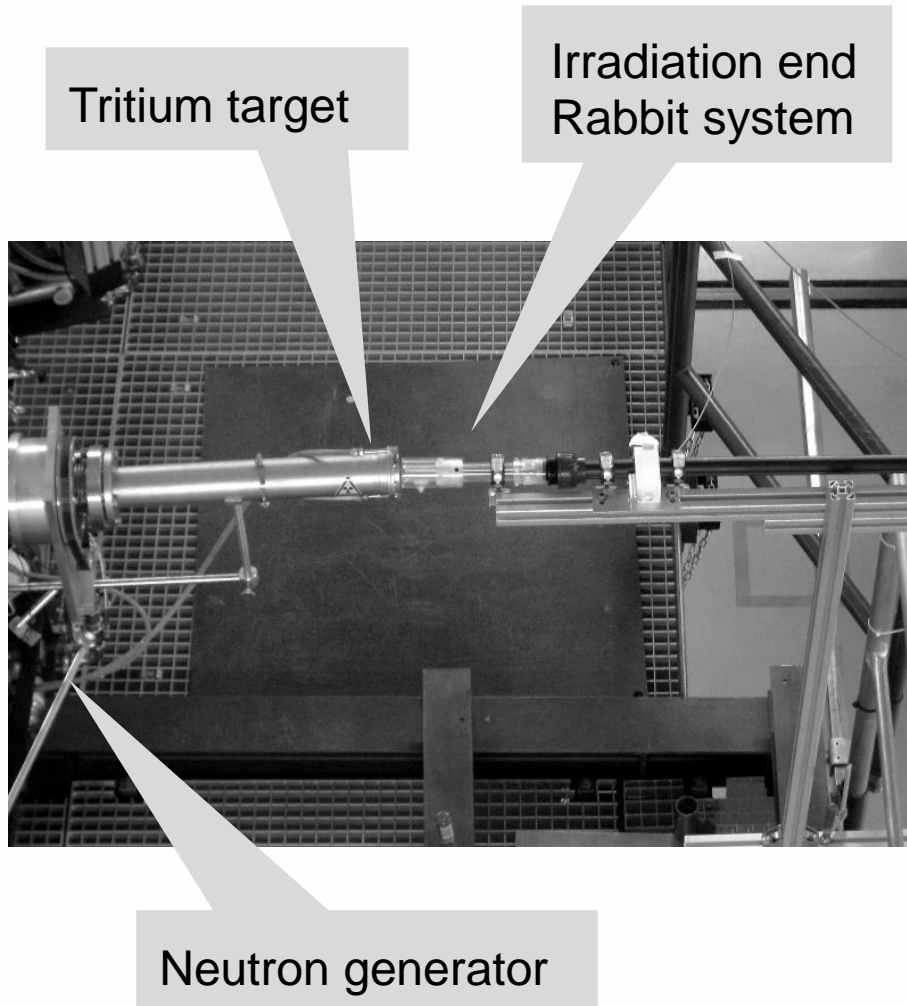 Tritium target
Irradiation end
Rabbit system
Neutron generator